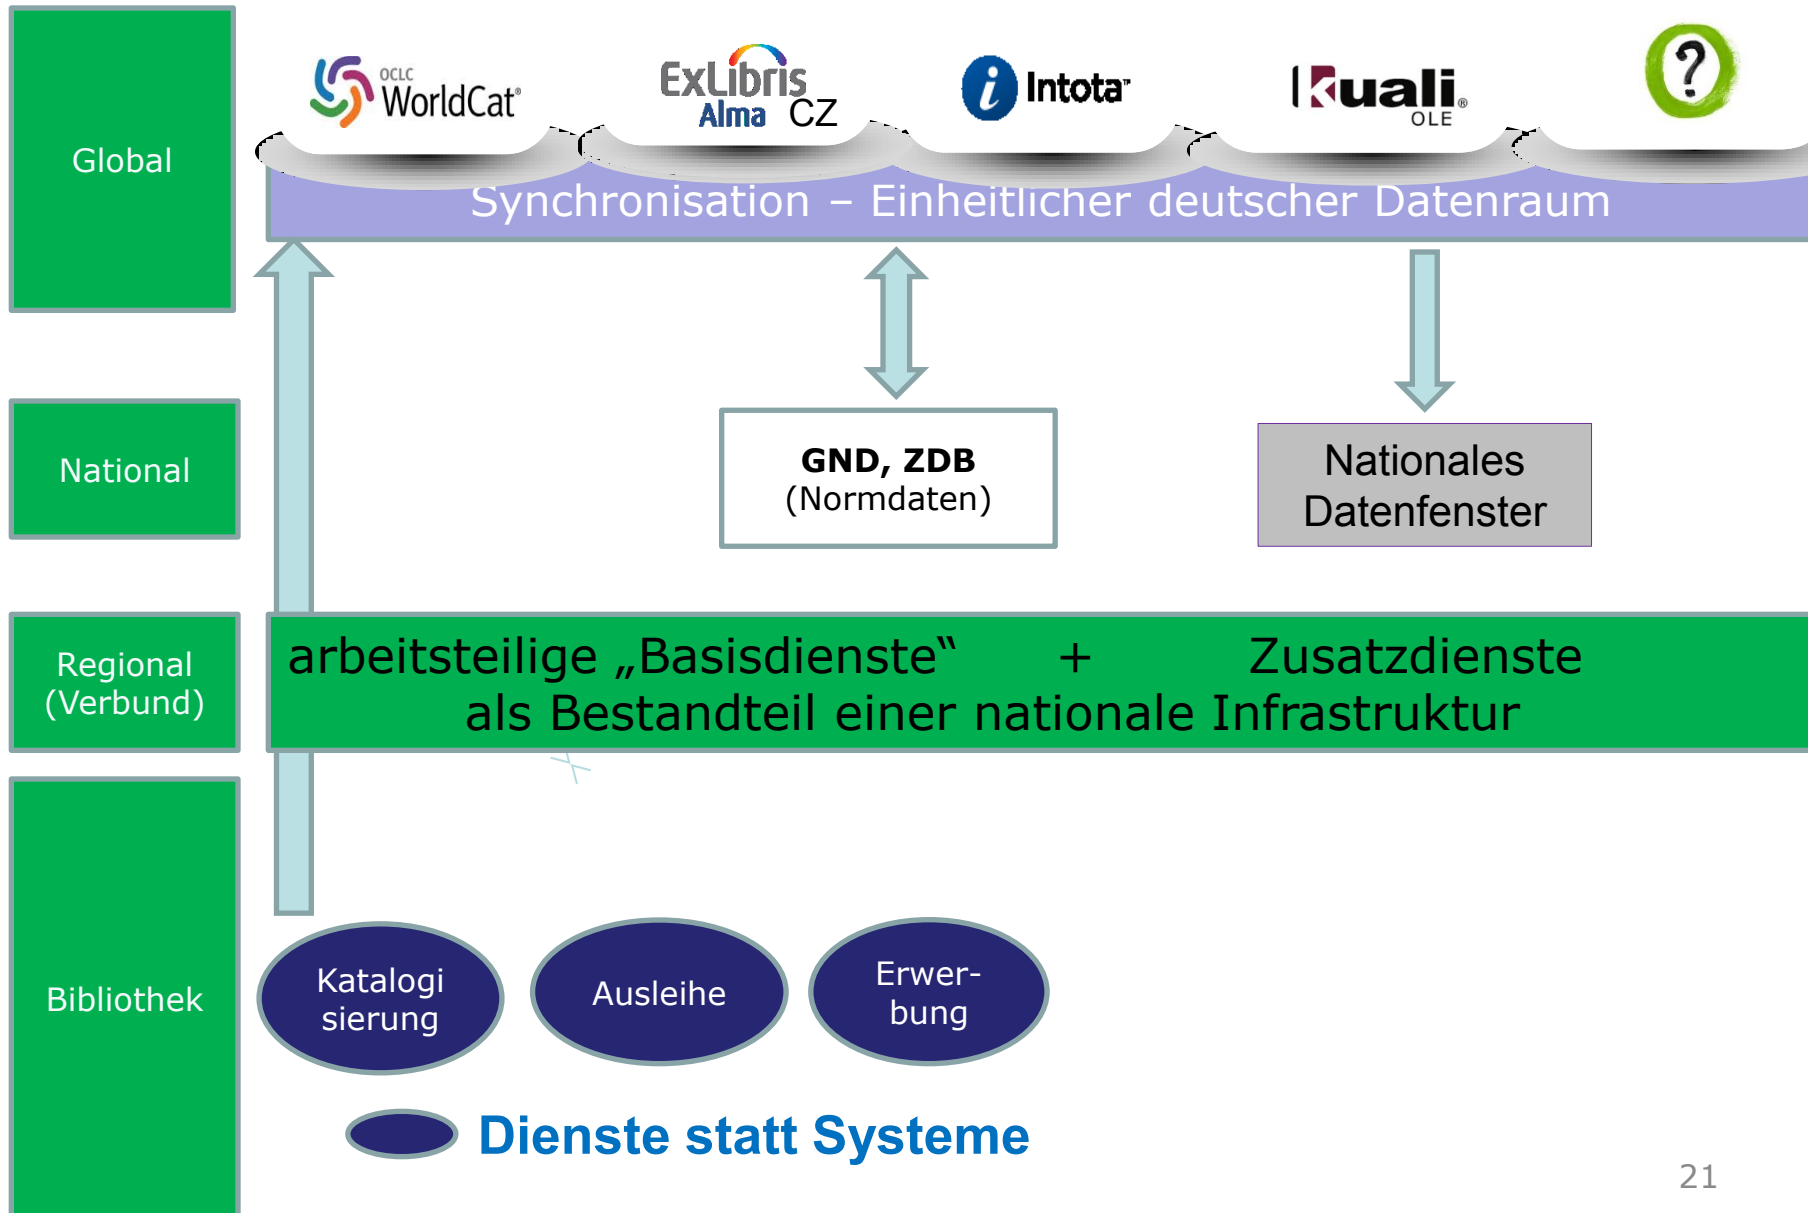 Global
OCLC
WorldCat®
ExLibris
Alma CZ
i Intota™
Kuali®
OLE
?
Synchronisation – Einheitlicher deutscher Datenraum
National
GND, ZDB
(Normdaten)
Nationales
Datenfenster
Regional
(Verbund)
arbeitsteilige „Basisdienste“ + Zusatzdienste
als Bestandteil einer nationale Infrastruktur
X
Bibliothek
Katalogi
sierung
Ausleihe
Erwer-
bung
Dienste statt Systeme
21